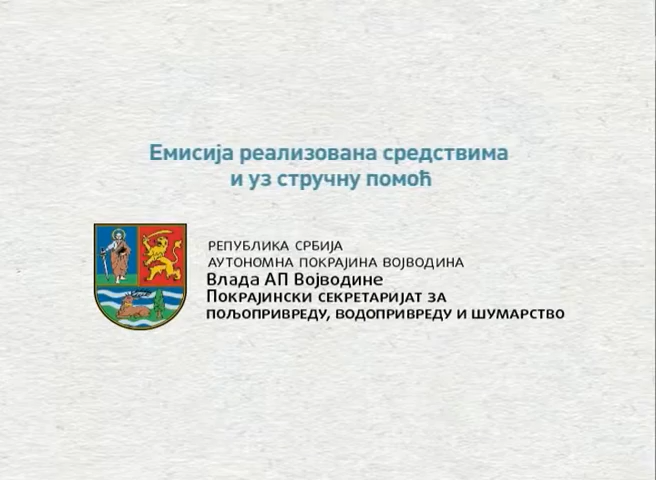 Емисија реализована средствима
и уз стручну помоћ
РЕПУБЛИКА СРБИЈА
АУТОНОМНА ПОКРАЈИНА ВОЈВОДИНА
Влада АП Војводине
ПОКРАЈИНСКИ СЕКРЕТАРИЈАТ ЗА
ПОЉОПРИВРЕДУ, ВОДОПРИВРЕДУ И ШУМАРСТВО